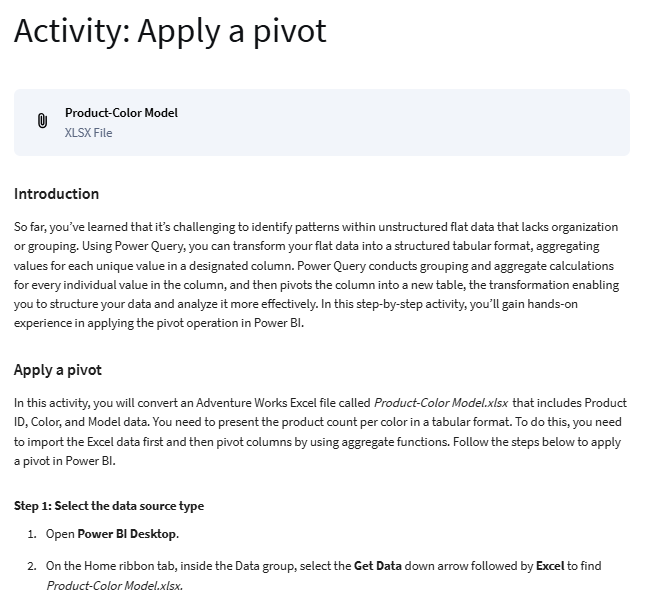 Activity: Apply a pivot
Product-Color Model
XLSX File
Introduction
So far, you’ve learned that it’s challenging to identify patterns within unstructured flat data that lacks organization
or grouping. Using Power Query, you can transform your flat data into a structured tabular format, aggregating
values for each unique value in a designated column. Power Query conducts grouping and aggregate calculations
for every individual value in the column, and then pivots the column into a new table, the transformation enabling
you to structure your data and analyze it more effectively. In this step-by-step activity, you’ll gain hands-on
experience in applying the pivot operation in Power BI.
Apply a pivot
In this activity, you will convert an Adventure Works Excel file called Product-Color Model.xlsx that includes Product
ID, Color, and Model data. You need to present the product count per color in a tabular format. To do this, you need
to import the Excel data first and then pivot columns by using aggregate functions. Follow the steps below to apply
a pivot in Power BI.
Step 1: Select the data source type
1. Open Power BI Desktop.
2. On the Home ribbon tab, inside the Data group, select the Get Data down arrow followed by Excel to find
Product-Color Model.xlsx.